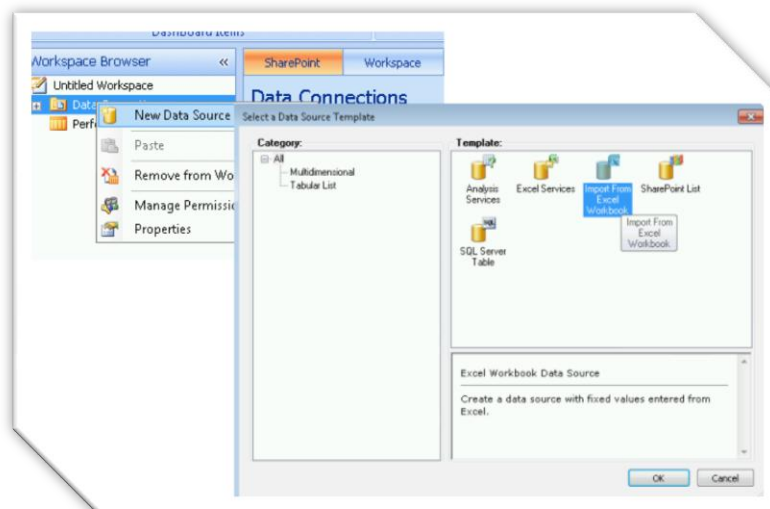 Dashboard Items
Workspace Browser «
SharePoint Workspace
Untitled Workspace
Data Connections
New Data Source
Paste
Remove from Wo
Manage Permissio
Properties
Select a Data Source Template
Category:
All
Multidimensional
Tabular List
Template:
Analysis
Services
Excel Services
Import From
Excel
Workbook
SharePoint List
Import From
Excel
Workbook
SQL Server
Table
Excel Workbook Data Source
Create a data source with fixed values entered from
Excel.
OK Cancel